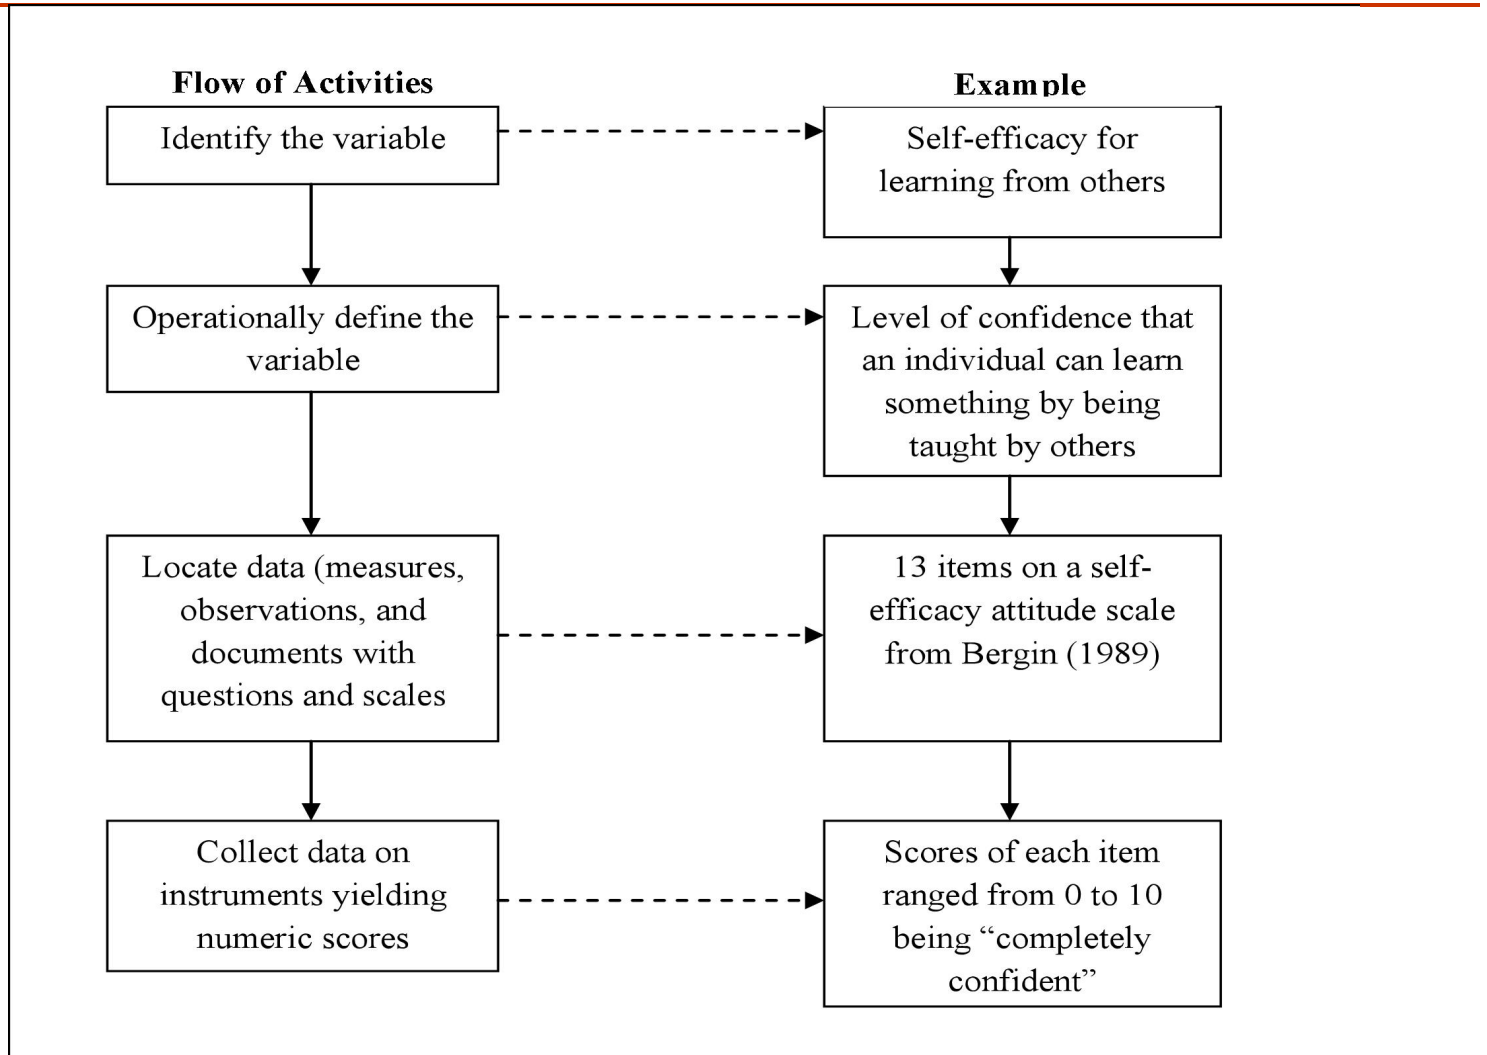 Flow of Activities
Example
Identify the variable
Self-efficacy for
learning from others
Operationally define the
variable
Level of confidence that
an individual can learn
something by being
taught by others
Locate data (measures,
observations, and
documents with
questions and scales
13 items on a self-
efficacy attitude scale
from Bergin (1989)
Collect data on
instruments yielding
numeric scores
Scores of each item
ranged from 0 to 10
being “completely
confident”